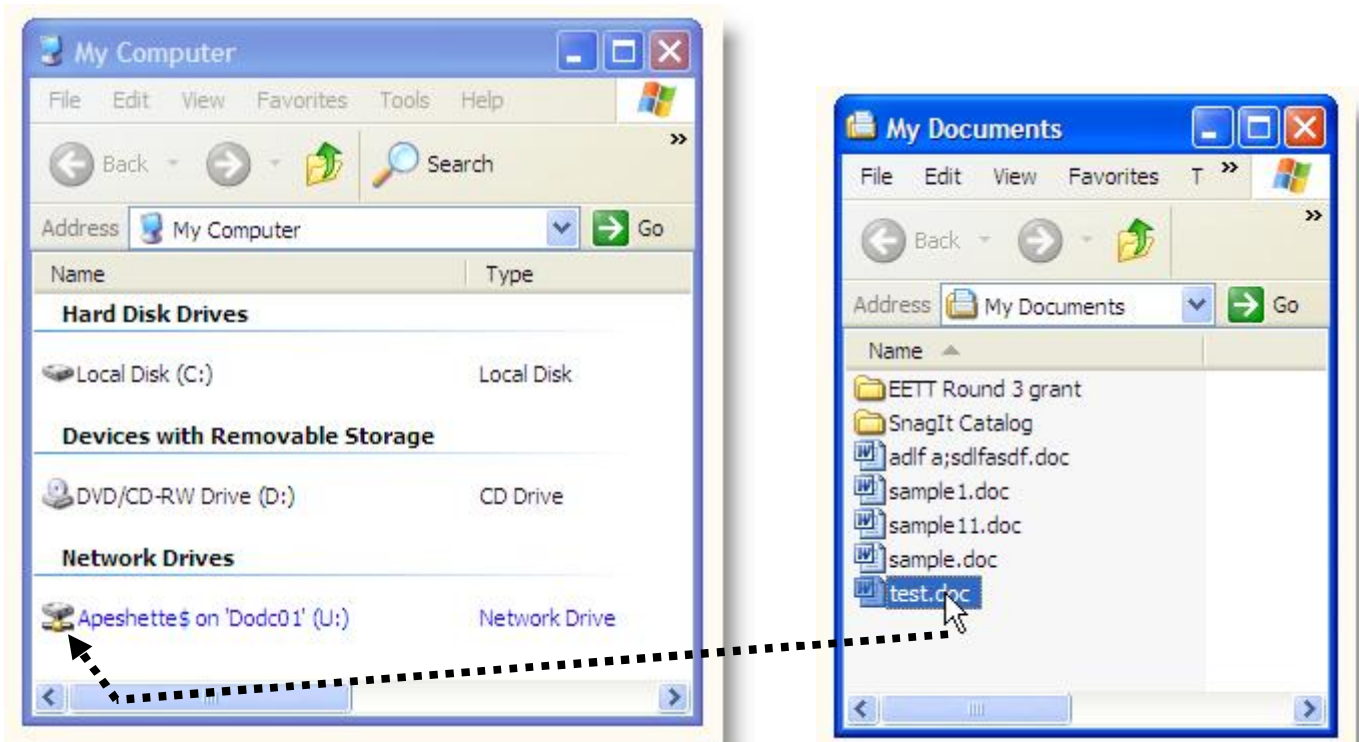 My Computer
File Edit View Favorites Tools Help
Back Search »
Address My Computer Go
Name Type
Hard Disk Drives
Local Disk (C:) Local Disk
Devices with Removable Storage
DVD/CD-RW Drive (D:) CD Drive
Network Drives
Apeshette$ on 'Dodc01' (U:) Network Drive
My Documents
File Edit View Favorites T »
Back »
Address My Documents Go
Name
EETT Round 3 grant
SnagIt Catalog
adlf a;sdlfasdf.doc
sample1.doc
sample11.doc
sample.doc
test.doc